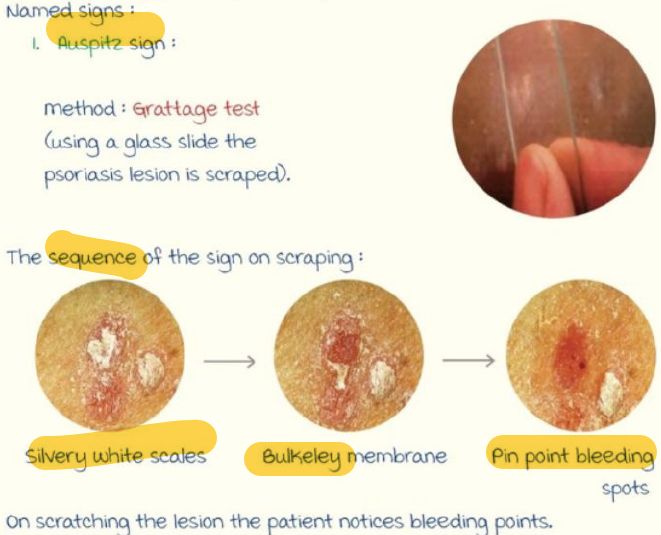 Named signs :
1. Auspitz sign :
method : Grattage test
(using a glass slide the
psoriasis lesion is scraped).
The sequence of the sign on scraping :
Silvery white scales
Bulkeley membrane
Pin point bleeding
spots
On scratching the lesion the patient notices bleeding points.